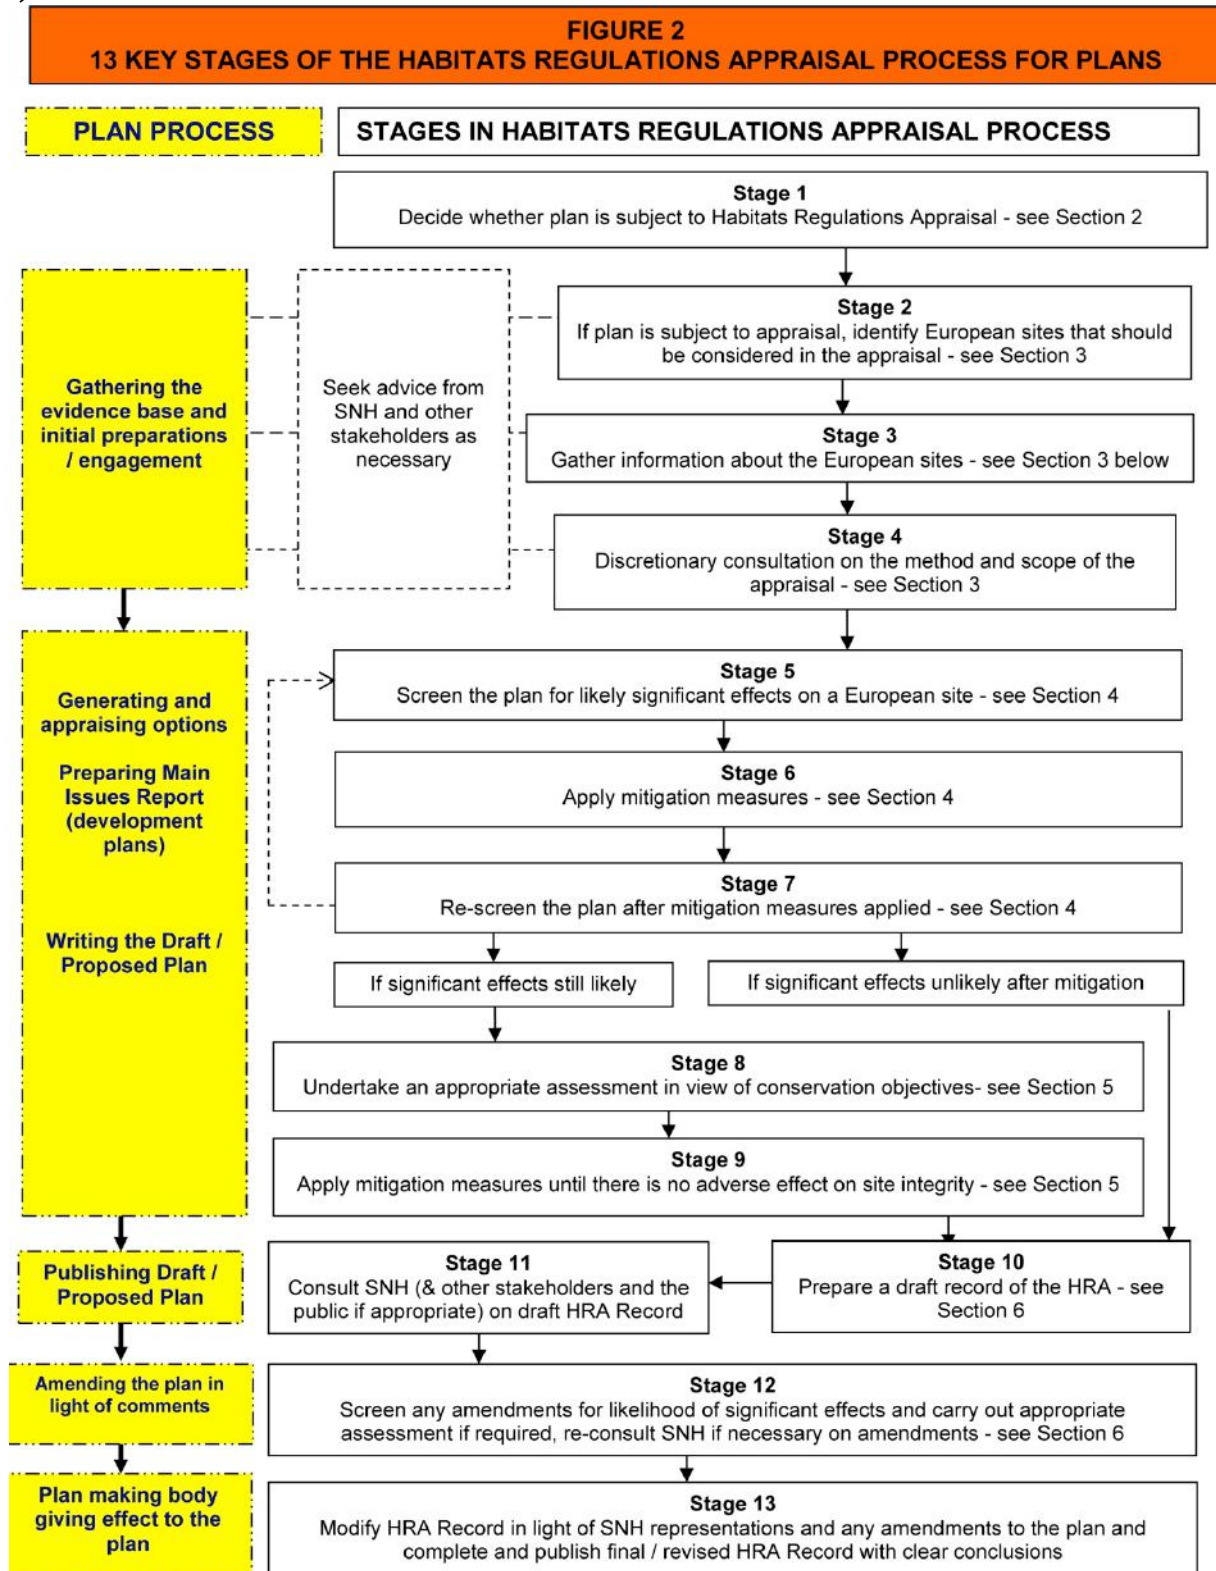 FIGURE 2
13 KEY STAGES OF THE HABITATS REGULATIONS APPRAISAL PROCESS FOR PLANS
PLAN PROCESS
STAGES IN HABITATS REGULATIONS APPRAISAL PROCESS
Stage 1
Decide whether plan is subject to Habitats Regulations Appraisal - see Section 2
Gathering the
evidence base and
initial preparations
/ engagement
Seek advice from
SNH and other
stakeholders as
necessary
Stage 2
If plan is subject to appraisal, identify European sites that should
be considered in the appraisal - see Section 3
Stage 3
Gather information about the European sites - see Section 3 below
Stage 4
Discretionary consultation on the method and scope of the
appraisal - see Section 3
Generating and
appraising options
Preparing Main
Issues Report
(development
plans)
Writing the Draft /
Proposed Plan
Stage 5
Screen the plan for likely significant effects on a European site - see Section 4
Stage 6
Apply mitigation measures - see Section 4
Stage 7
Re-screen the plan after mitigation measures applied - see Section 4
If significant effects still likely
If significant effects unlikely after mitigation
Stage 8
Undertake an appropriate assessment in view of conservation objectives- see Section 5
Stage 9
Apply mitigation measures until there is no adverse effect on site integrity - see Section 5
Publishing Draft /
Proposed Plan
Stage 11
Consult SNH (& other stakeholders and the
public if appropriate) on draft HRA Record
Stage 10
Prepare a draft record of the HRA - see
Section 6
Amending the plan in
light of comments
Stage 12
Screen any amendments for likelihood of significant effects and carry out appropriate
assessment if required, re-consult SNH if necessary on amendments - see Section 6
Plan making body
giving effect to the
plan
Stage 13
Modify HRA Record in light of SNH representations and any amendments to the plan and
complete and publish final / revised HRA Record with clear conclusions